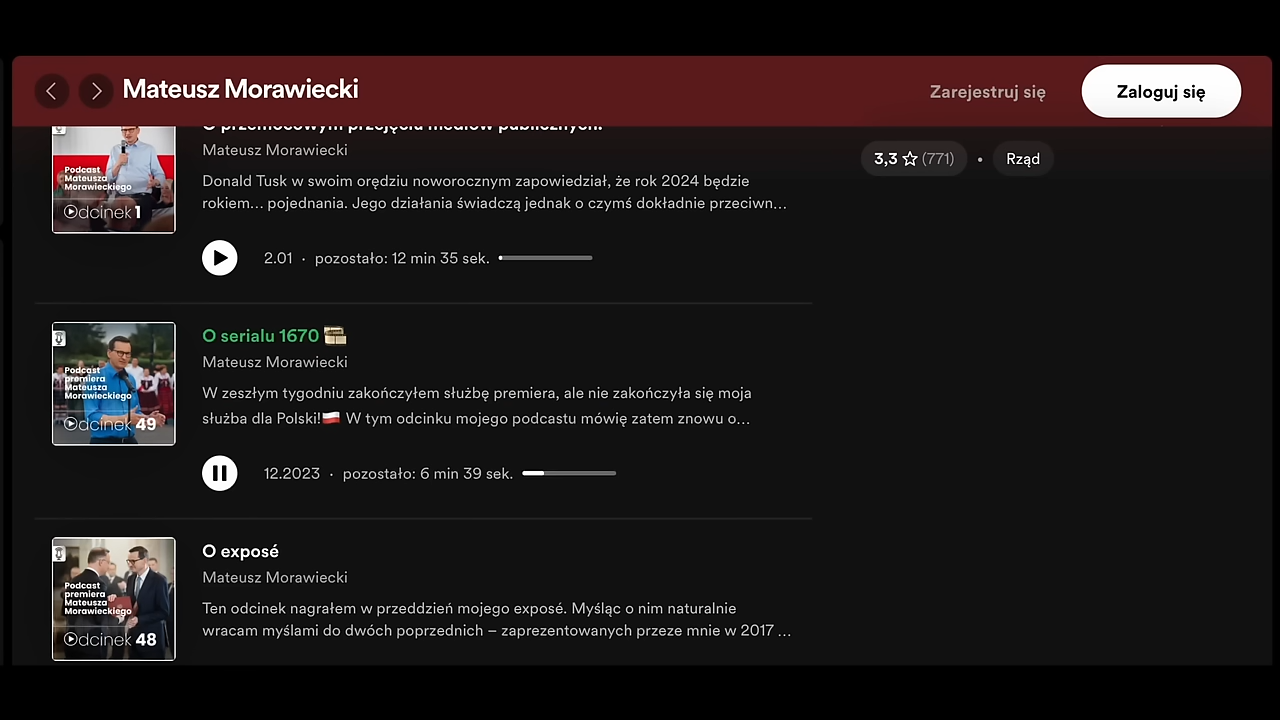 Mateusz Morawiecki
Zarejestruj się
Zaloguj się
O przemocowym przejęciu mediów publicznych.
Mateusz Morawiecki
Donald Tusk w swoim orędziu noworocznym zapowiedział, że rok 2024 będzie
rokiem... pojednania. Jego działania świadczą jednak o czymś dokładnie przeciwn...
2.01 · pozostało: 12 min 35 sek.
Podcast
Mateusza
Morawieckiego
Odcinek 1
3,3 (771) • Rząd
O serialu 1670
Mateusz Morawiecki
W zeszłym tygodniu zakończyłem służbę premiera, ale nie zakończyła się moja
służba dla Polski! W tym odcinku mojego podcastu mówię zatem znowu o...
12.2023 · pozostało: 6 min 39 sek.
Podcast
premiera
Mateusza
Morawieckiego
Odcinek 49
O exposé
Mateusz Morawiecki
Ten odcinek nagrałem w przeddzień mojego exposé. Myśląc o nim naturalnie
wracam myślami do dwóch poprzednich – zaprezentowanych przeze mnie w 2017 ...
Podcast
premiera
Mateusza
Morawieckiego
Odcinek 48